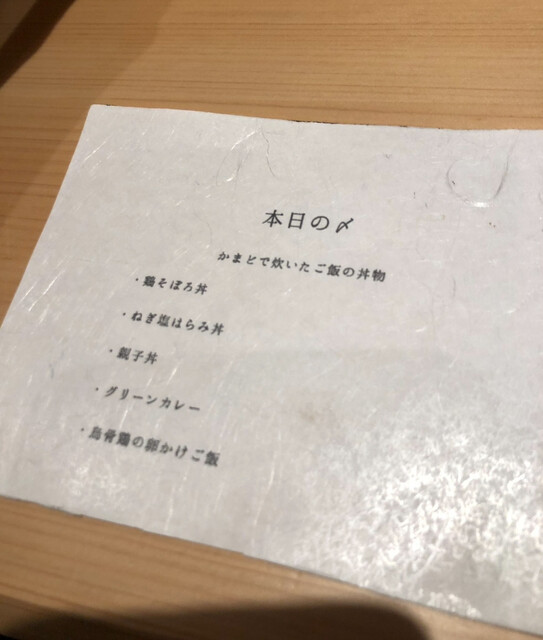 本日の〆
かまどで炊いたご飯の丼物
・鶏そぼろ丼
・ねぎ塩はらみ丼
・親子丼
・グリーンカレー
・烏骨鶏の卵かけご飯